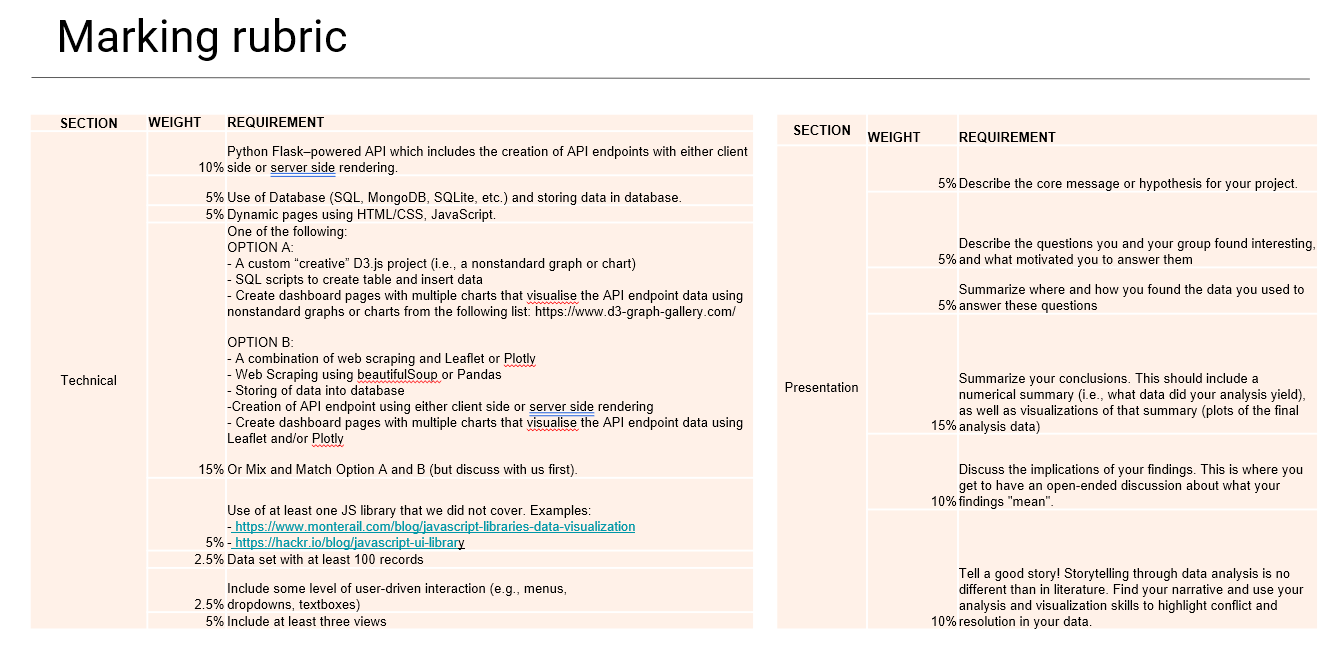 Marking rubric
SECTION WEIGHT REQUIREMENT
Python Flask–powered API which includes the creation of API endpoints with either client
10% side or server side rendering.
5% Use of Database (SQL, MongoDB, SQLite, etc.) and storing data in database.
5% Dynamic pages using HTML/CSS, JavaScript.
One of the following:
OPTION A:
- A custom “creative” D3.js project (i.e., a nonstandard graph or chart)
- SQL scripts to create table and insert data
- Create dashboard pages with multiple charts that visualise the API endpoint data using
nonstandard graphs or charts from the following list: https://www.d3-graph-gallery.com/
OPTION B:
- A combination of web scraping and Leaflet or Plotly
- Web Scraping using beautifulSoup or Pandas
Technical
- Storing of data into database
-Creation of API endpoint using either client side or server side rendering
- Create dashboard pages with multiple charts that visualise the API endpoint data using
Leaflet and/or Plotly
15% Or Mix and Match Option A and B (but discuss with us first).
Use of at least one JS library that we did not cover. Examples:
- https://www.monterail.com/blog/javascript-libraries-data-visualization
5% - https://hackr.io/blog/javascript-ui-library
2.5% Data set with at least 100 records
Include some level of user-driven interaction (e.g., menus,
2.5% dropdowns, textboxes)
5% Include at least three views
SECTION WEIGHT REQUIREMENT
5% Describe the core message or hypothesis for your project.
Describe the questions you and your group found interesting,
5% and what motivated you to answer them
Summarize where and how you found the data you used to
5% answer these questions
Presentation
Summarize your conclusions. This should include a
numerical summary (i.e., what data did your analysis yield),
as well as visualizations of that summary (plots of the final
15% analysis data)
Discuss the implications of your findings. This is where you
get to have an open-ended discussion about what your
10% findings "mean".
Tell a good story! Storytelling through data analysis is no
different than in literature. Find your narrative and use your
analysis and visualization skills to highlight conflict and
10% resolution in your data.